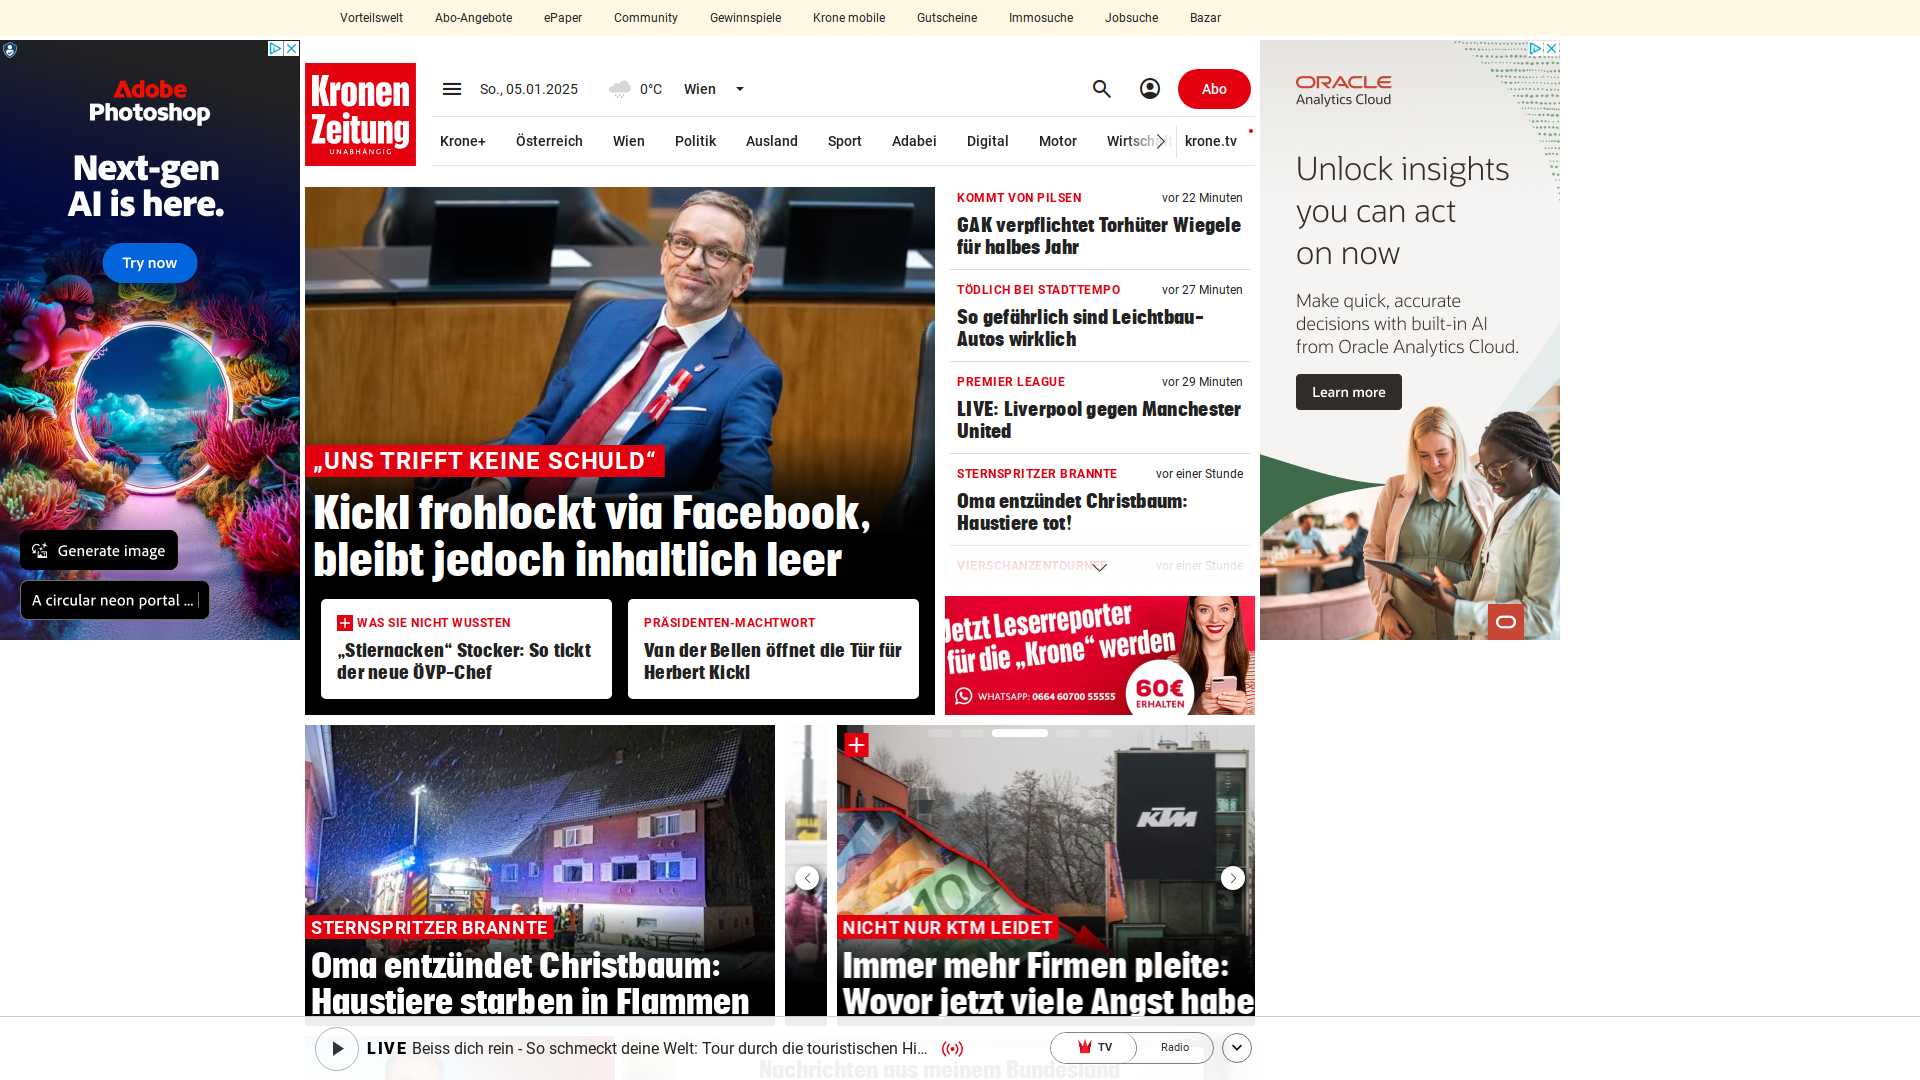 Vorteilswelt Abo-Angebote ePaper Community Gewinnspiele Krone mobile Gutscheine Immosuche Jobsuche Bazar
Adobe
Photoshop
Next-gen
AI is here.
Try now
Generate image
A circular neon portal ...
Kronen
Zeitung
UNABHÄNGIG
So., 05.01.2025 0°C Wien
Abo
Krone+ Österreich Wien Politik Ausland Sport Adabei Digital Motor Wirtschaft krone.tv
„UNS TRIFFT KEINE SCHULD“
Kickl frohlockt via Facebook,
bleibt jedoch inhaltlich leer
WAS SIE NICHT WUSSTEN
„Stiernacken“ Stocker: So tickt
der neue ÖVP-Chef
PRÄSIDENTEN-MACHTWORT
Van der Bellen öffnet die Tür für
Herbert Kickl
KOMMT VON PILSEN vor 22 Minuten
GAK verpflichtet Torhüter Wiegele
für halbes Jahr
TÖDLICH BEI STADTTEMPO vor 27 Minuten
So gefährlich sind Leichtbau-
Autos wirklich
PREMIER LEAGUE vor 29 Minuten
LIVE: Liverpool gegen Manchester
United
STERNSPRITZER BRANNTE vor einer Stunde
Oma entzündet Christbaum:
Haustiere tot!
VIERSCHANZENTOURNEE vor einer Stunde
Jetzt Leserreporter
für die „Krone“ werden
WHATSAPP: 0664 60700 55555
60€
ERHALTEN
ORACLE
Analytics Cloud
Unlock insights
you can act
on now
Make quick, accurate
decisions with built-in AI
from Oracle Analytics Cloud.
Learn more
STERNSPRITZER BRANNTE
Oma entzündet Christbaum:
Haustiere starben in Flammen
KTM
100
NICHT NUR KTM LEIDET
Immer mehr Firmen pleite:
Wovor jetzt viele Angst habe
LIVE Beiss dich rein - So schmeckt deine Welt: Tour durch die touristischen Hi...
TV Radio
Nachrichten aus meinem Bundesland